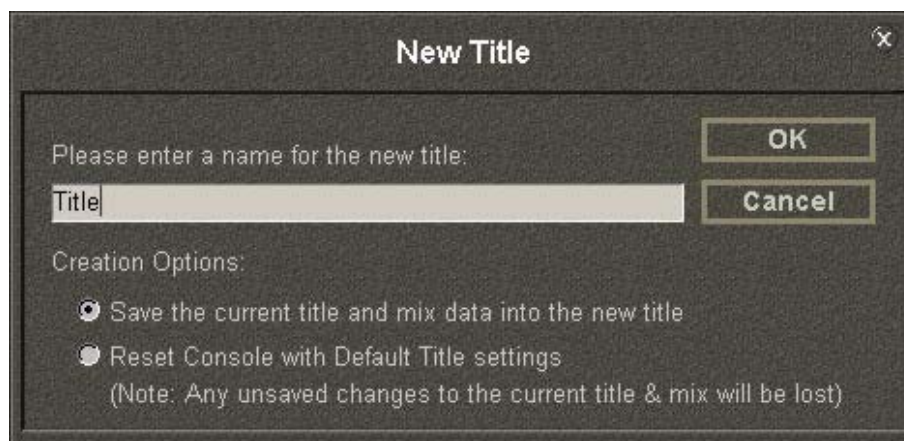 New Title
Please enter a name for the new title:
OK
Title
Cancel
Creation Options:
Save the current title and mix data into the new title
Reset Console with Default Title settings
(Note: Any unsaved changes to the current title & mix will be lost)